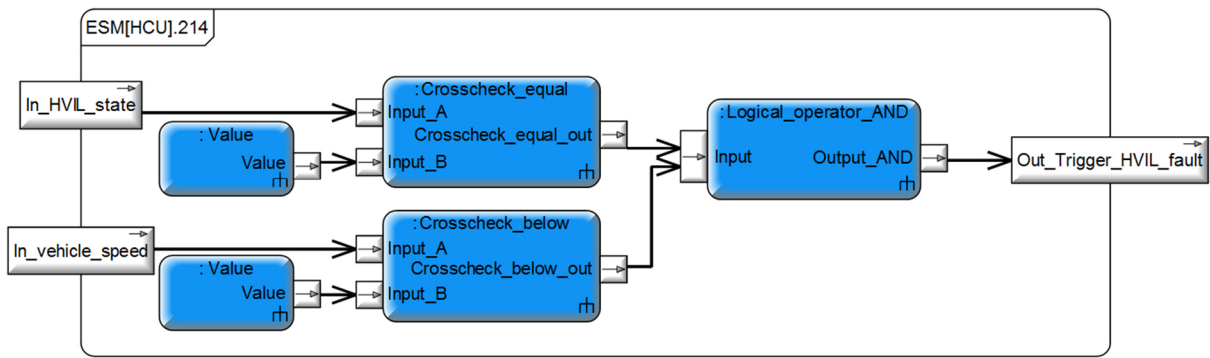 ESM[HCU].214
In_HVIL_state
: Value
Value
:Crosscheck_equal
Input_A
Crosscheck_equal_out
Input_B
:Logical_operator_AND
Input
Output_AND
Out_Trigger_HVIL_fault
In_vehicle_speed
: Value
Value
:Crosscheck_below
Input_A
Crosscheck_below_out
Input_B